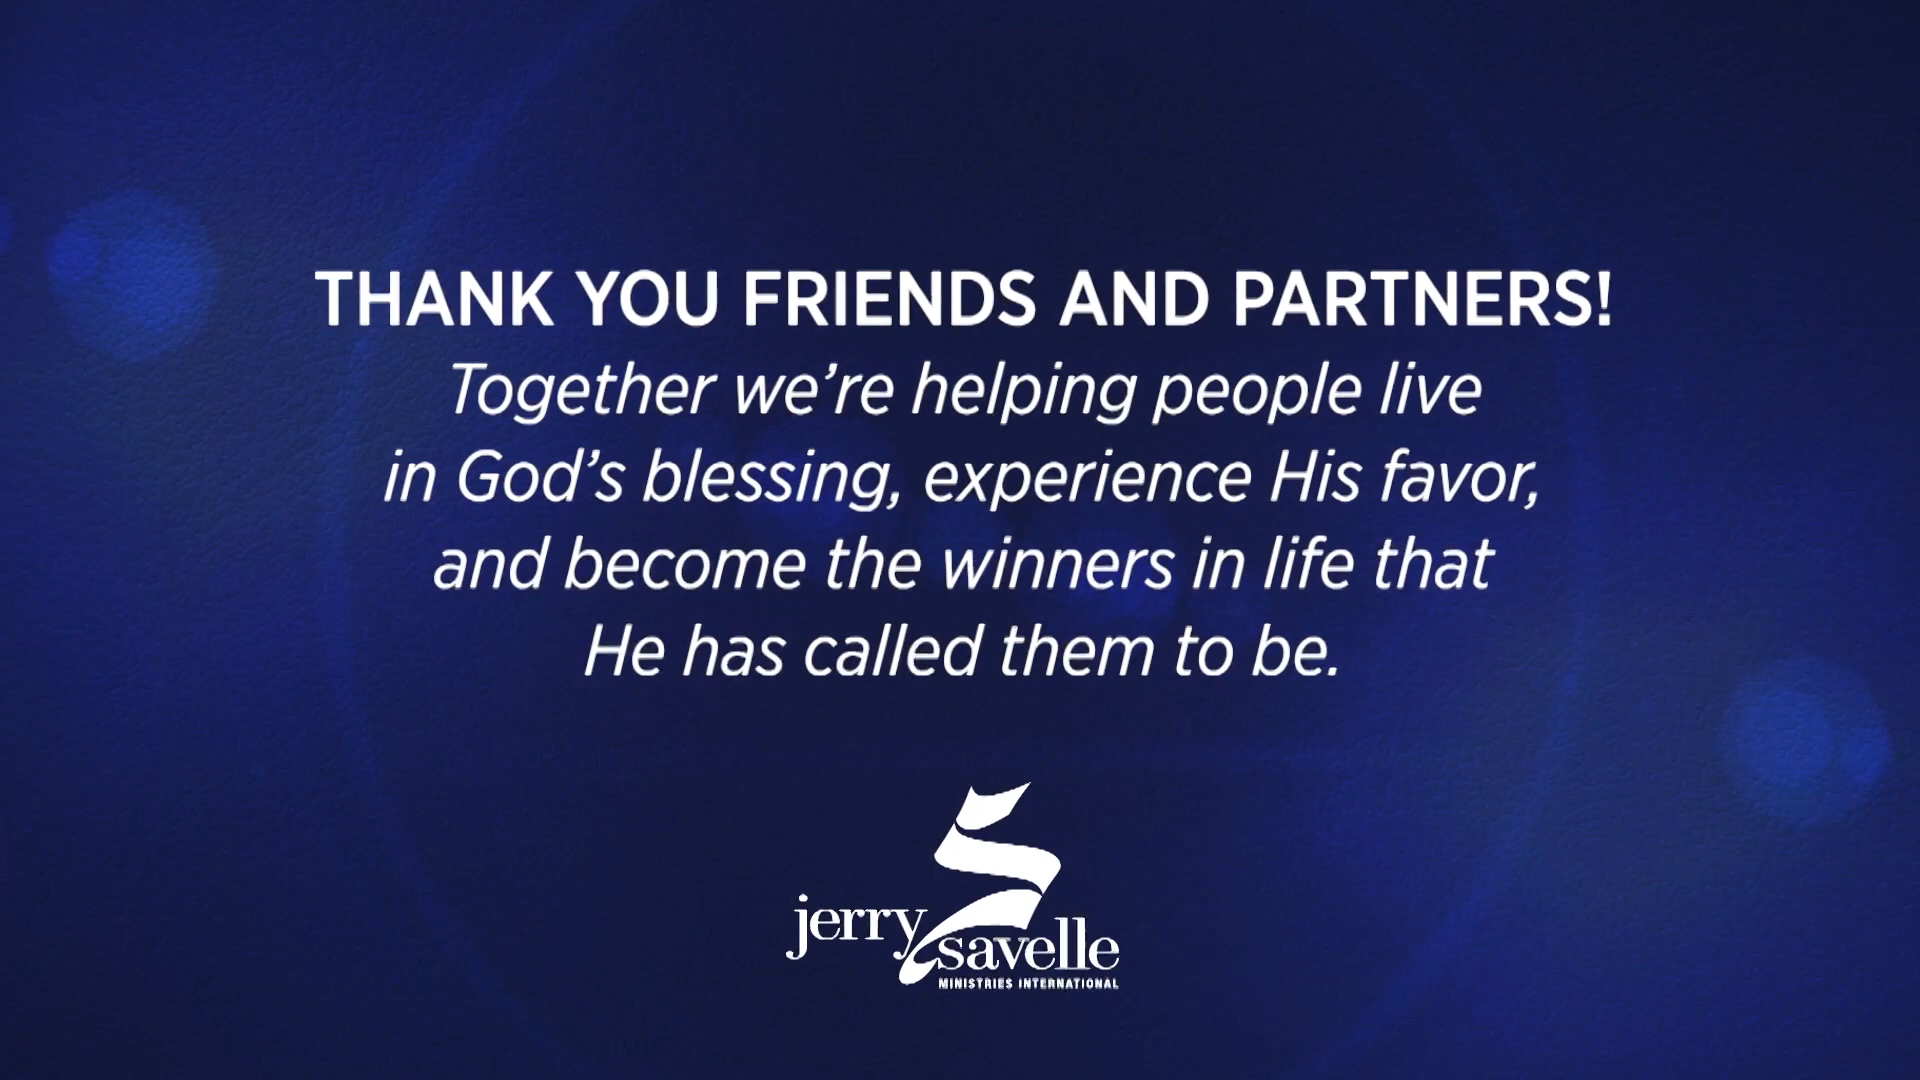 THANK YOU FRIENDS AND PARTNERS!
Together we’re helping people live
in God’s blessing, experience His favor,
and become the winners in life that
He has called them to be.
jerry
savelle
MINISTRIES INTERNATIONAL